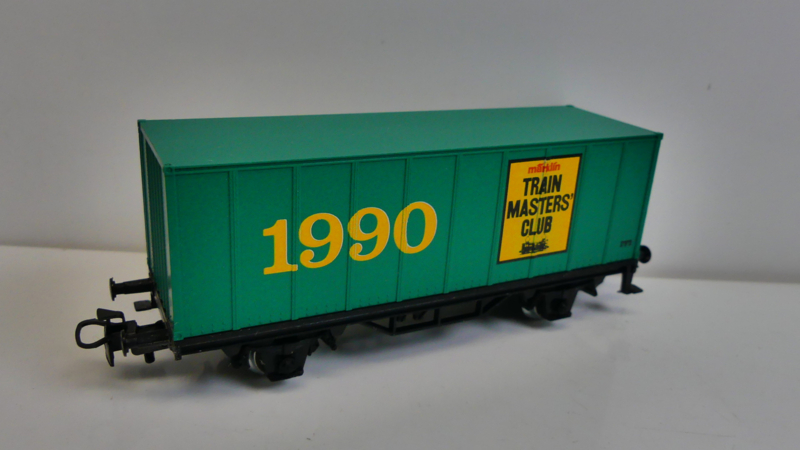 1990
märklin
TRAIN
MASTERS'
CLUB